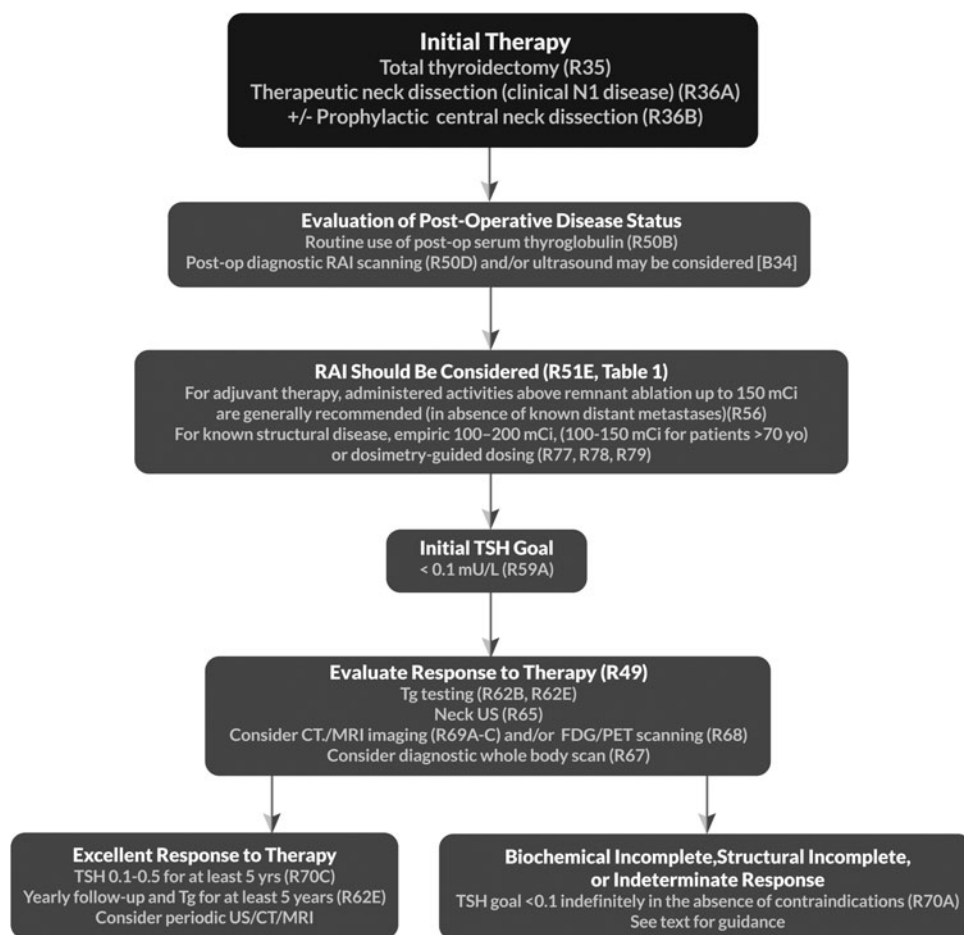 Initial Therapy
Total thyroidectomy (R35)
Therapeutic neck dissection (clinical N1 disease) (R36A)
+/- Prophylactic central neck dissection (R36B)
Evaluation of Post-Operative Disease Status
Routine use of post-op serum thyroglobulin (R50B)
Post-op diagnostic RAI scanning (R50D) and/or ultrasound may be considered [B34]
RAI Should Be Considered (R51E, Table 1)
For adjuvant therapy, administered activities above remnant ablation up to 150 mCi
are generally recommended (in absence of known distant metastases)(R56)
For known structural disease, empiric 100–200 mCi, (100-150 mCi for patients >70 yo)
or dosimetry-guided dosing (R77, R78, R79)
Initial TSH Goal
< 0.1 mU/L (R59A)
Evaluate Response to Therapy (R49)
Tg testing (R62B, R62E)
Neck US (R65)
Consider CT./MRI imaging (R69A-C) and/or FDG/PET scanning (R68)
Consider diagnostic whole body scan (R67)
Excellent Response to Therapy
TSH 0.1-0.5 for at least 5 yrs (R70C)
Yearly follow-up and Tg for at least 5 years (R62E)
Consider periodic US/CT/MRI
Biochemical Incomplete,Structural Incomplete,
or Indeterminate Response
TSH goal <0.1 indefinitely in the absence of contraindications (R70A)
See text for guidance